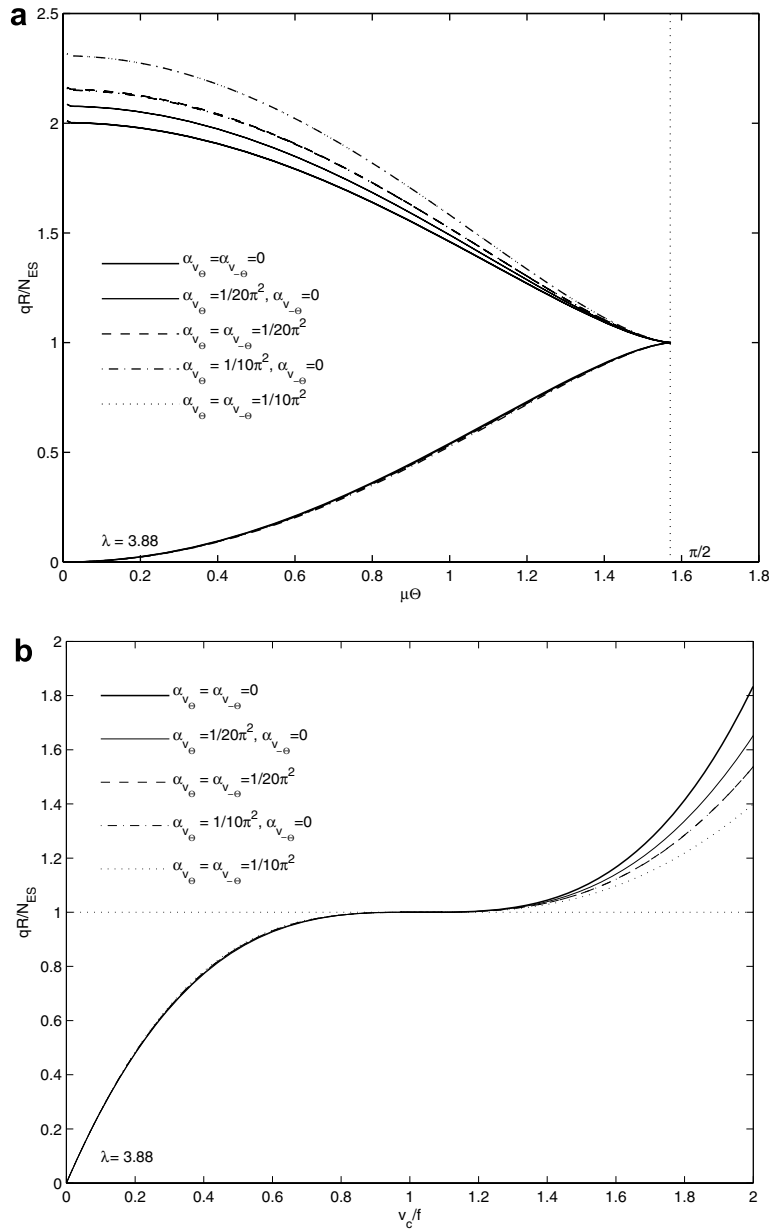 a
2.5
2
1.5
1
0.5
0
qR/N_ES
α_{v_Θ} = α_{v_{-Θ}}=0
α_{v_Θ} =1/20π², α_{v_{-Θ}}=0
α_{v_Θ} = α_{v_{-Θ}}=1/20π²
α_{v_Θ} = 1/10π², α_{v_{-Θ}}=0
α_{v_Θ} = α_{v_{-Θ}}=1/10π²
λ = 3.88
π/2
0 0.2 0.4 0.6 0.8 1 1.2 1.4 1.6 1.8
μΘ
b
2
1.8
1.6
1.4
1.2
1
0.8
0.6
0.4
0.2
0
qR/N_ES
α_{v_Θ} = α_{v_{-Θ}}=0
α_{v_Θ} =1/20π², α_{v_{-Θ}}=0
α_{v_Θ} = α_{v_{-Θ}}=1/20π²
α_{v_Θ} = 1/10π², α_{v_{-Θ}}=0
α_{v_Θ} = α_{v_{-Θ}}=1/10π²
λ= 3.88
0 0.2 0.4 0.6 0.8 1 1.2 1.4 1.6 1.8 2
v_c/f